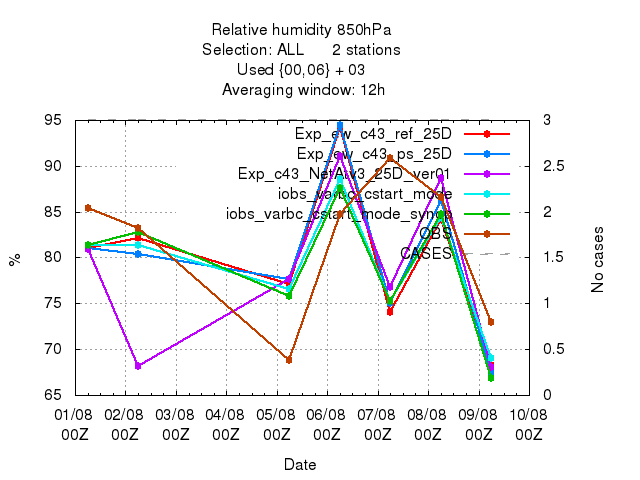 Relative humidity 850hPa
Selection: ALL 2 stations
Used {00,06} + 03
Averaging window: 12h
95
90
85
80
75
70
65
%
3
2.5
2
1.5
1
0.5
0
No cases
Exp_ew_c43_ref_25D
Exp_ew_c43_ps_25D
Exp_c43_NetAtv3_25D_ver01
iobs_varbc_cstart_mode
iobs_varbc_cstart_mode_synop
OBS
CASES
01/08 02/08 03/08 04/08 05/08 06/08 07/08 08/08 09/08 10/08
00Z 00Z 00Z 00Z 00Z 00Z 00Z 00Z 00Z 00Z
Date